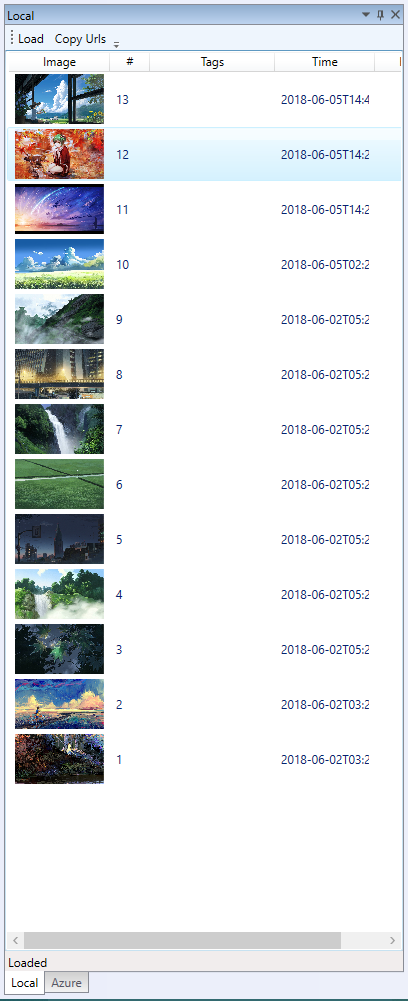 Local
Load Copy Urls
Image # Tags Time
13 2018-06-05T14:4
12 2018-06-05T14:2
11 2018-06-05T14:2
10 2018-06-05T02:2
9 2018-06-02T05:2
8 2018-06-02T05:2
7 2018-06-02T05:2
6 2018-06-02T05:2
5 2018-06-02T05:2
4 2018-06-02T05:2
3 2018-06-02T05:2
2 2018-06-02T03:2
1 2018-06-02T03:2
Loaded
Local Azure